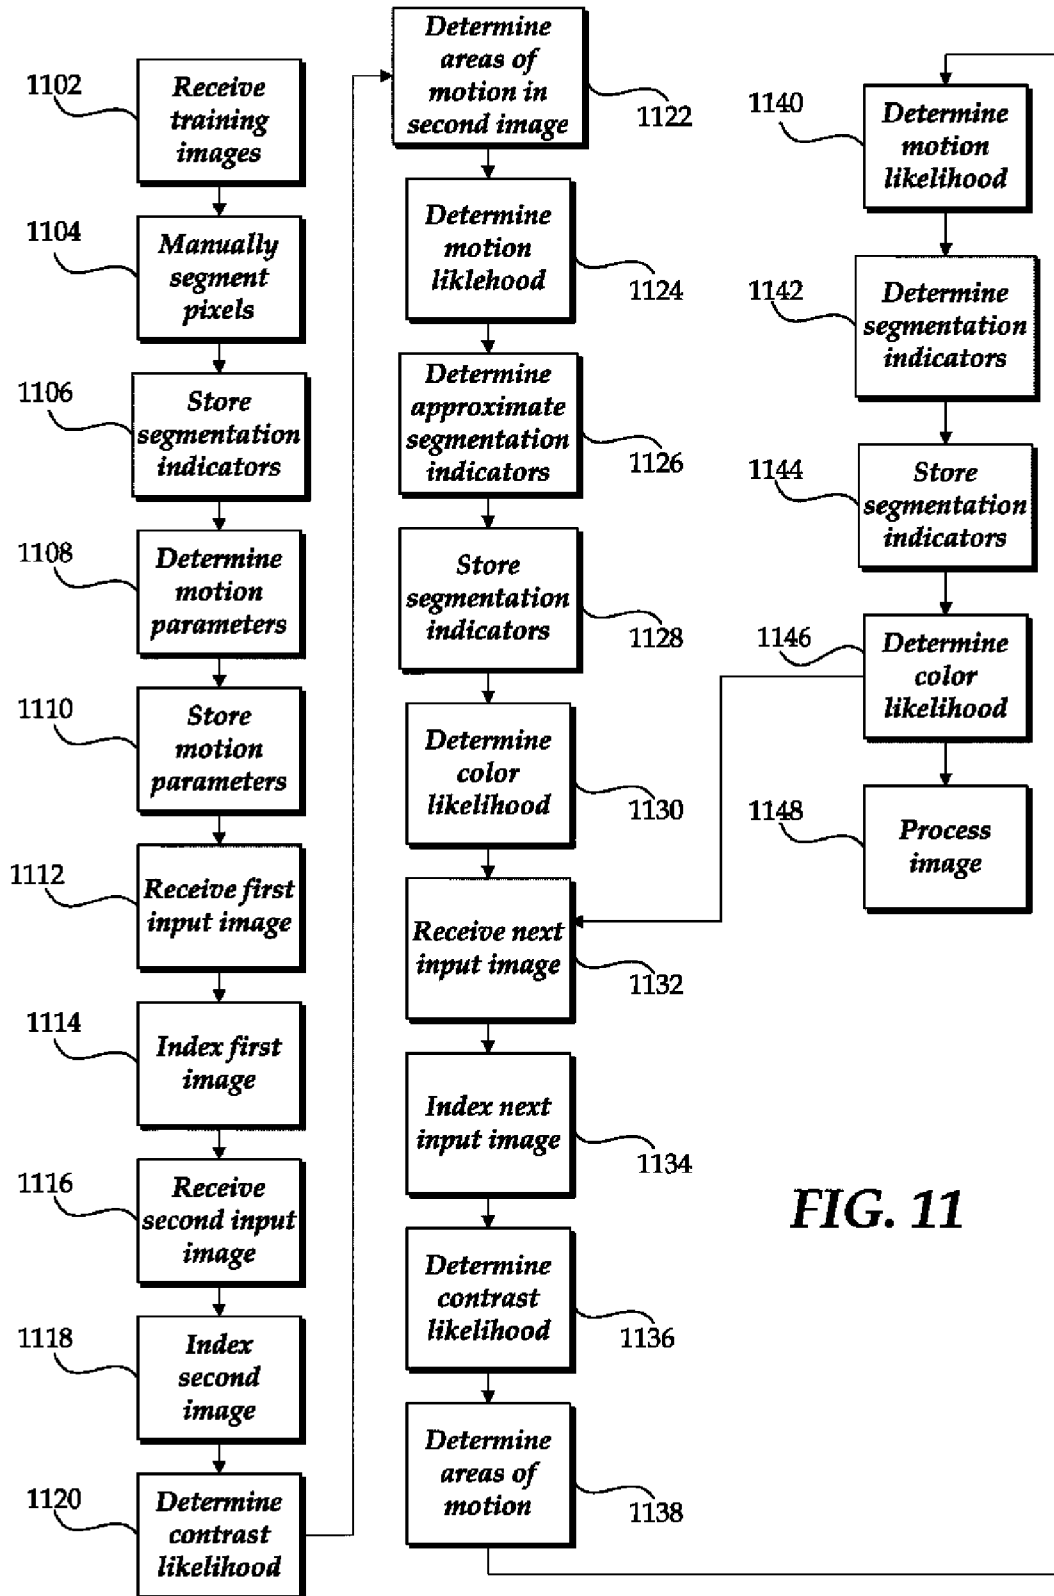 1102
Receive
training
images
1104
Manually
segment
pixels
1106
Store
segmentation
indicators
1108
Determine
motion
parameters
1110
Store
motion
parameters
1112
Receive first
input image
1114
Index first
image
1116
Receive
second input
image
1118
Index
second
image
1120
Determine
contrast
likelihood
Determine
areas of
motion in
second image
1122
Determine
motion
liklehood
1124
Determine
approximate
segmentation
indicators
1126
Store
segmentation
indicators
1128
Determine
color
likelihood
1130
Receive next
input image
1132
Index next
input image
1134
Determine
contrast
likelihood
1136
Determine
areas of
motion
1138
1140
Determine
motion
likelihood
1142
Determine
segmentation
indicators
1144
Store
segmentation
indicators
1146
Determine
color
likelihood
1148
Process
image
FIG. 11